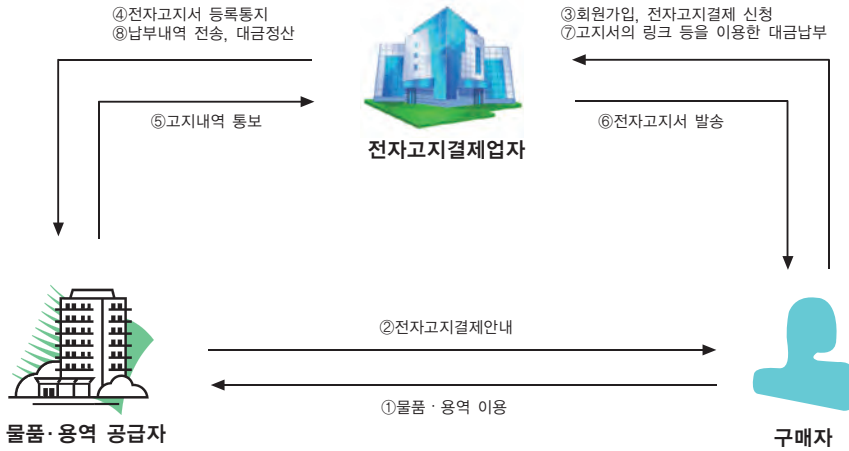 ④전자고지서 등록통지
⑧납부내역 전송, 대금정산
③회원가입, 전자고지결제 신청
⑦고지서의 링크 등을 이용한 대금납부
⑤고지내역 통보
⑥전자고지서 발송
전자고지결제업자
②전자고지결제안내
①물품 · 용역 이용
물품· 용역 공급자
구매자